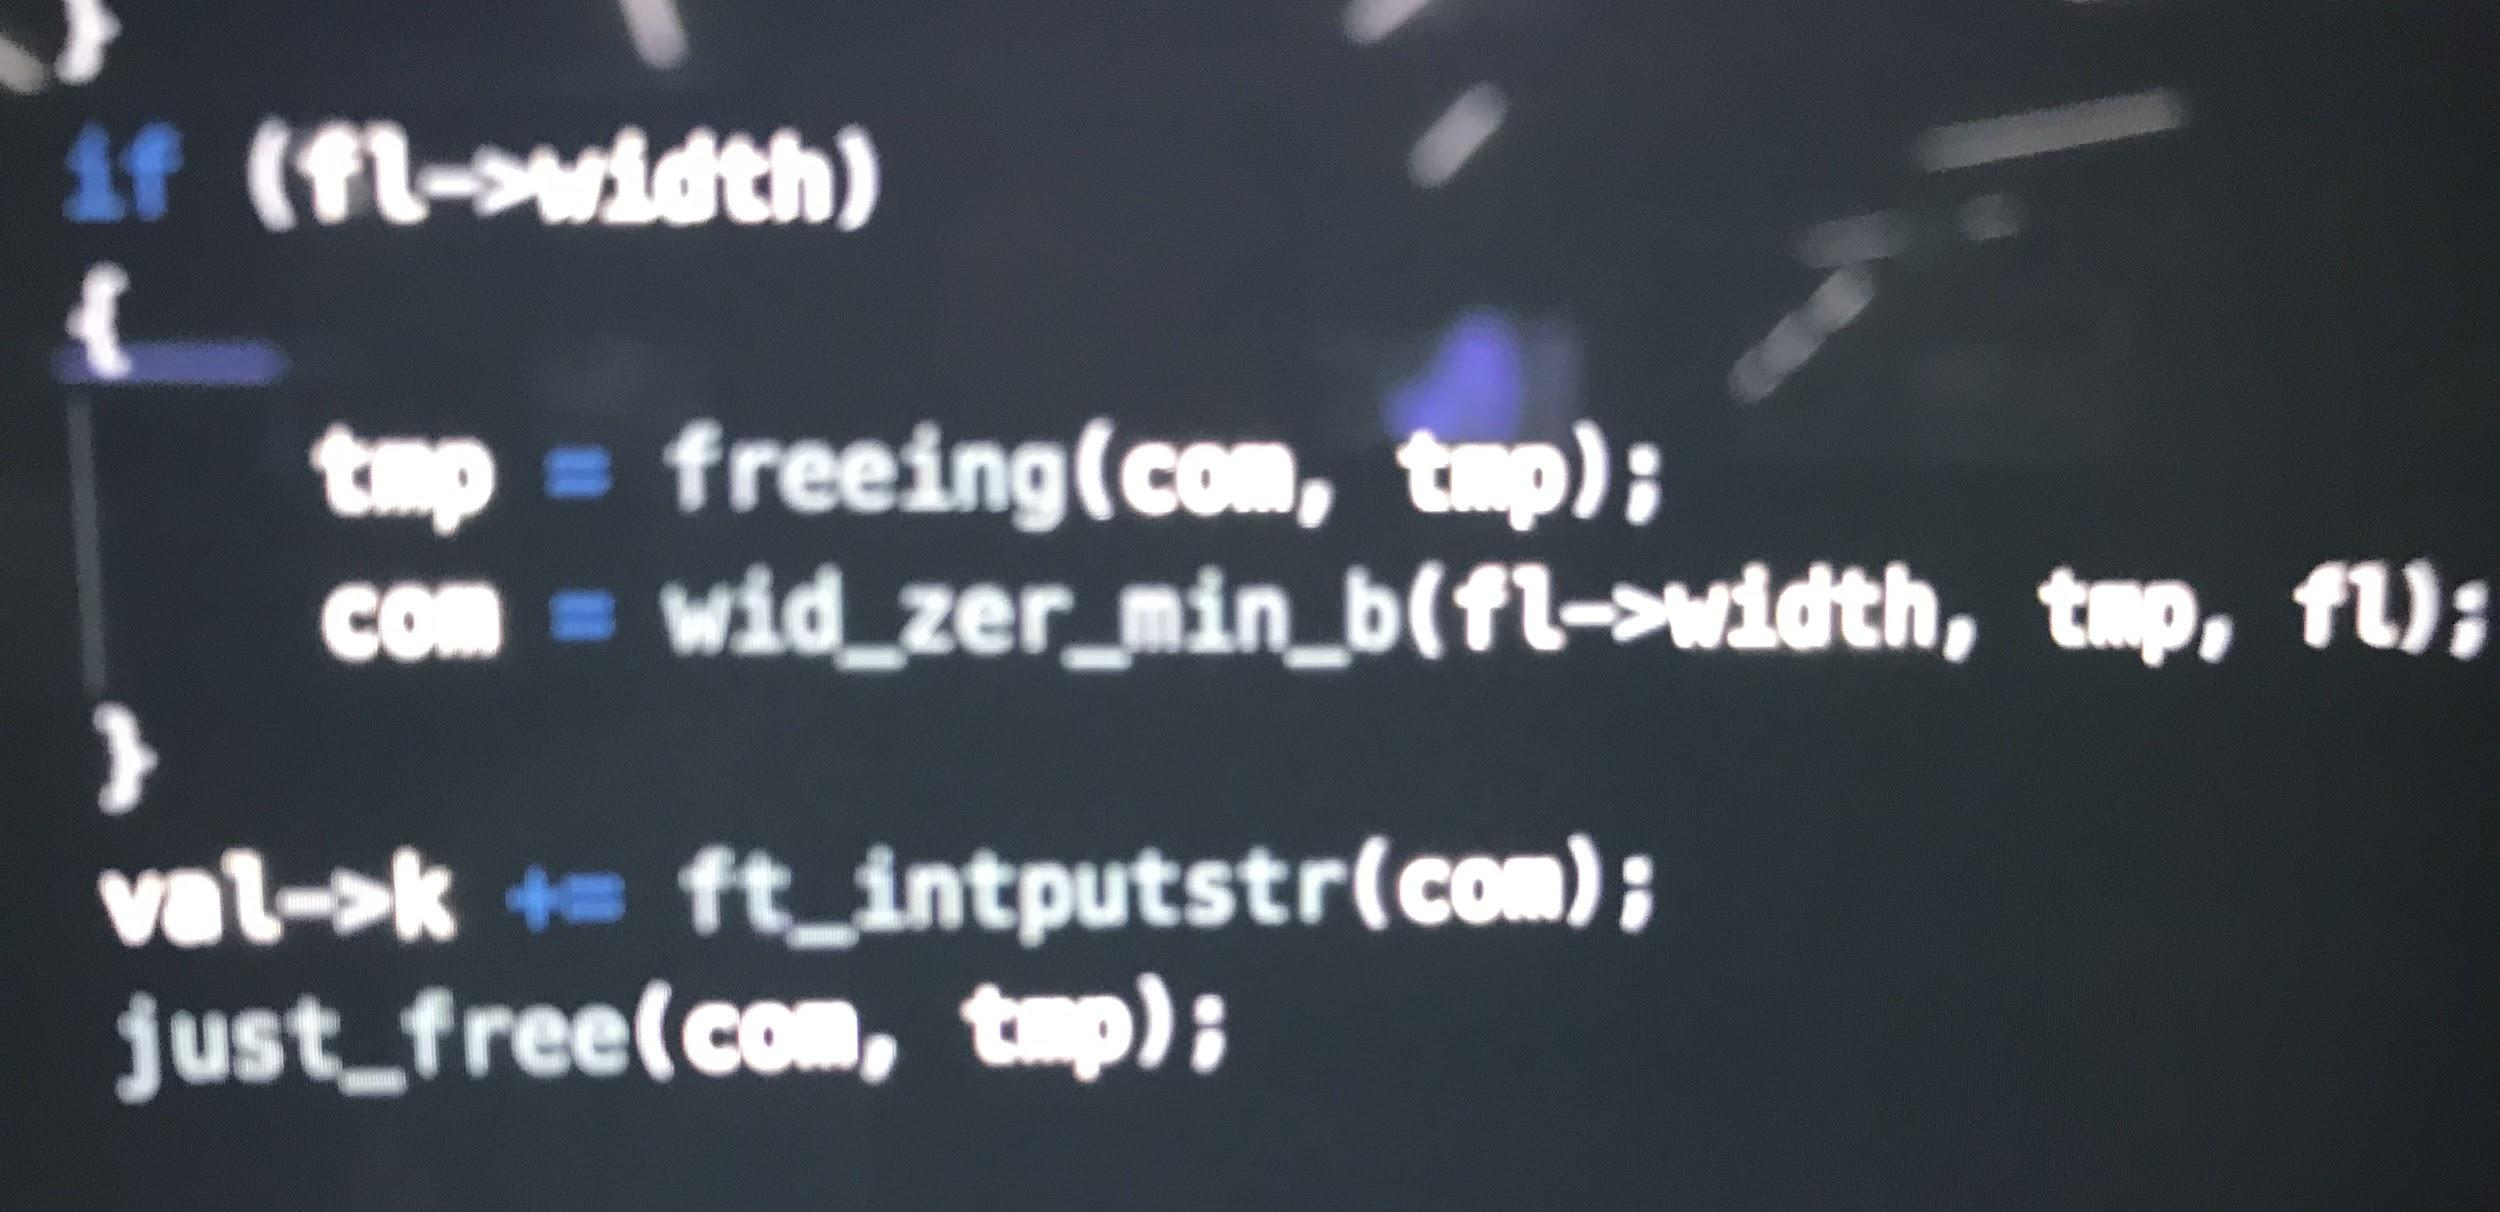 }
if (fl->width)
{
tmp = freeing(com, tmp);
com = wid_zer_min_b(fl->width, tmp, fl);
}
val->k += ft_intputstr(com);
just_free(com, tmp);